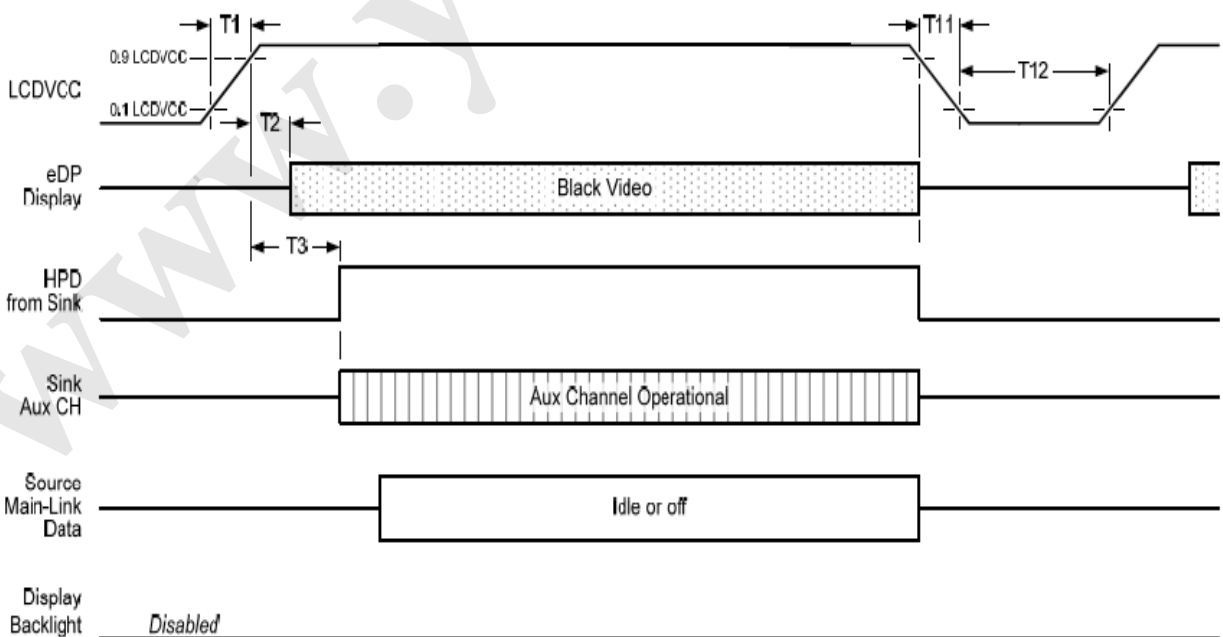 T1
T11
0.9 LCDVCC
T12
LCDVCC
0.1 LCDVCC
T2
eDP
Display
Black Video
T3
HPD
from Sink
Sink
Aux CH
Aux Channel Operational
Source
Main-Link
Data
Idle or off
Display
Backlight
Disabled
www.y